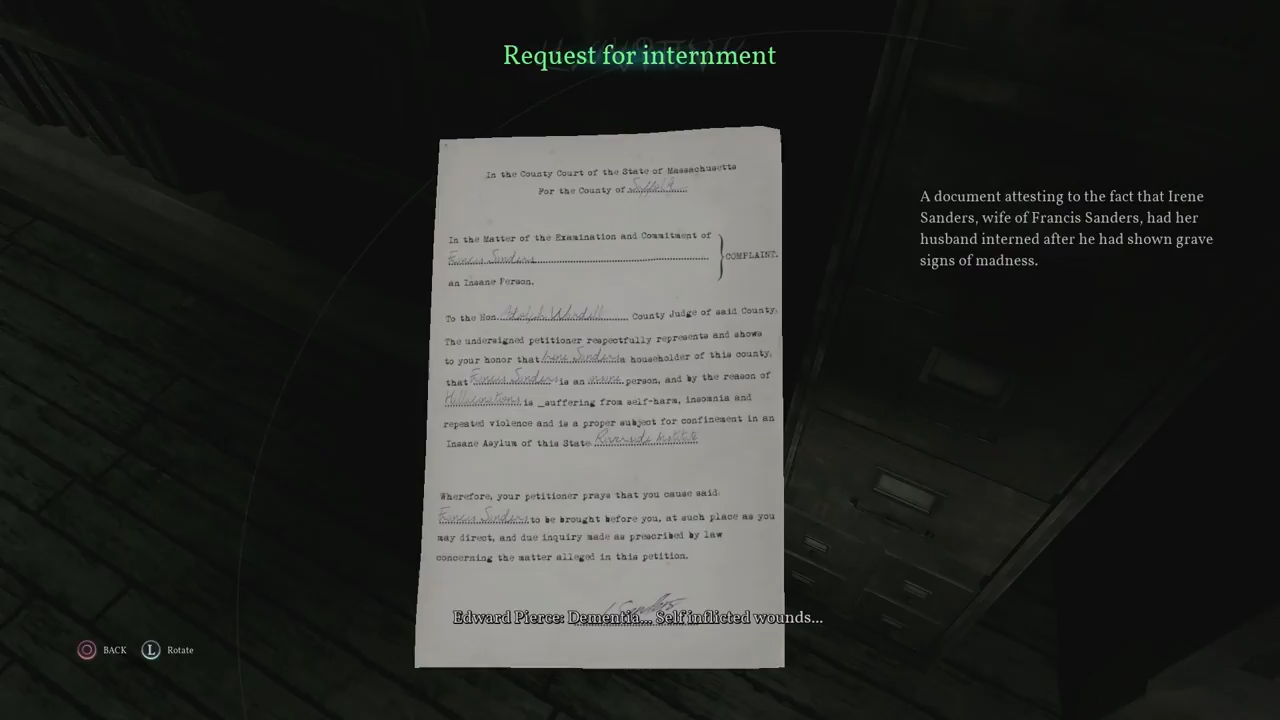 Request for internment
In the County Court of the State of Massachusetts
For the County of Suffolk
In the Matter of the Examination and Commitment of
Francis Sanders
COMPLAINT.
an Insane Person.
To the Hon. County Judge of said County.
The undersigned petitioner respectfully represents and shows
to your honor that Irene Sanders a householder of this county,
that Francis Sanders is an insane person, and by the reason of
Hallucinations is _suffering from self-harm, insomnia and
repeated violence and is a proper subject for confinement in an
Insane Asylum of this State Riverside Institute
Wherefore, your petitioner prays that you cause said
Francis Sanders to be brought before you, at such place as you
may direct, and due inquiry made as prescribed by law
concerning the matter alleged in this petition.
Edward Pierce: Dementia... Self inflicted wounds...
A document attesting to the fact that Irene
Sanders, wife of Francis Sanders, had her
husband interned after he had shown grave
signs of madness.
BACK
L Rotate